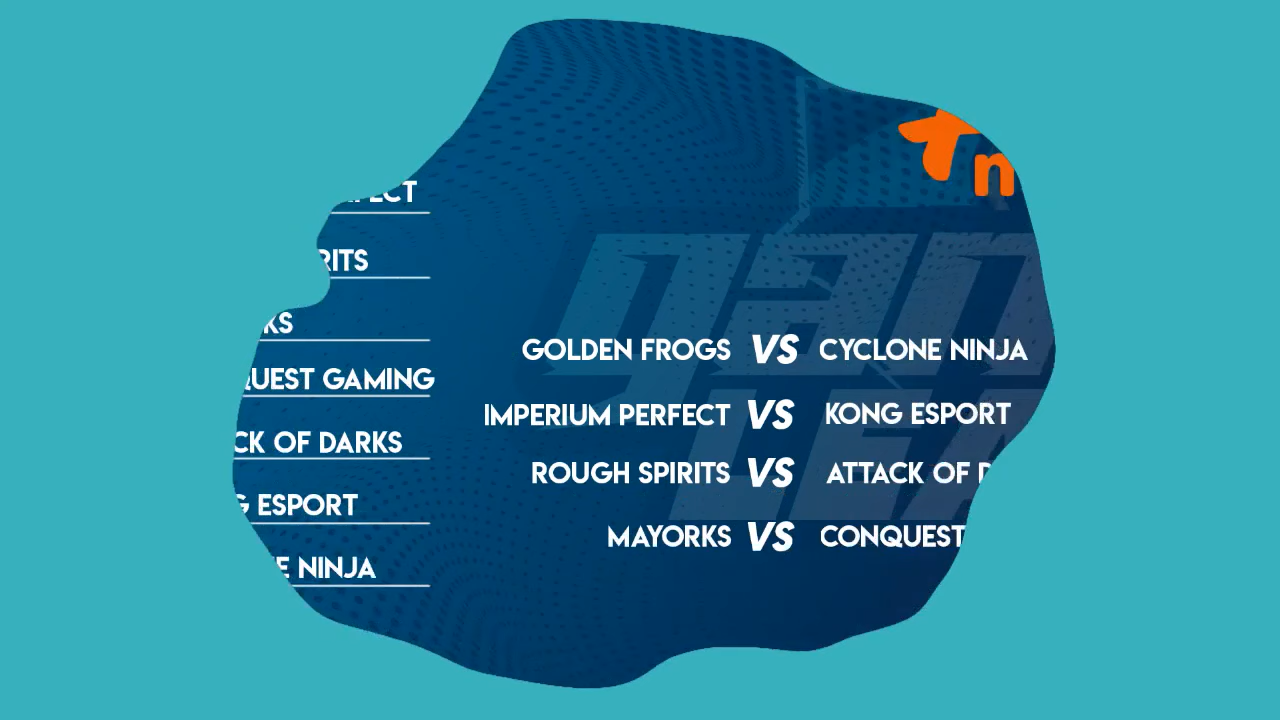 RITS
KS
QUEST GAMING
CK OF DARKS
G ESPORT
E NINJA
n
GOLDEN FROGS VS CYCLONE NINJA
IMPERIUM PERFECT VS KONG ESPORT
ROUGH SPIRITS VS ATTACK OF D
MAYORKS VS CONQUEST